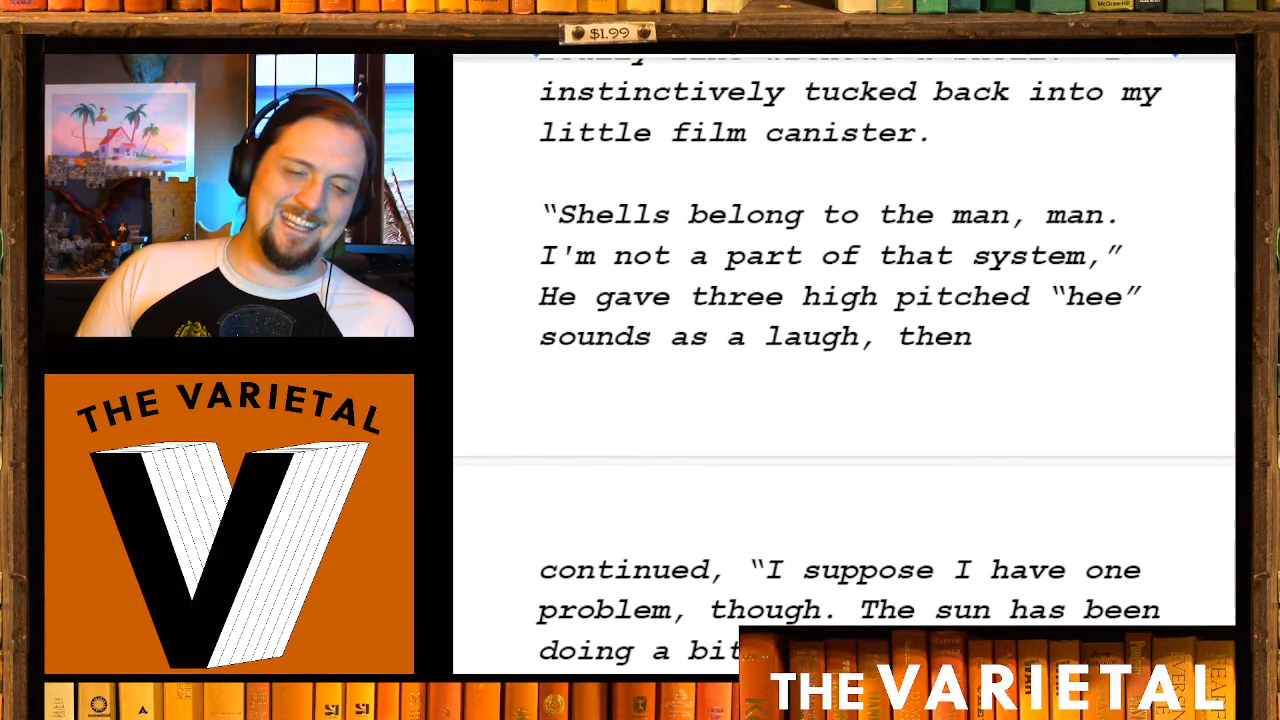 $1.99
instinctively tucked back into my
little film canister.
“Shells belong to the man, man.
I'm not a part of that system,”
He gave three high pitched “hee”
sounds as a laugh, then
continued, “I suppose I have one
problem, though. The sun has been
doing a bit
THE VARIETAL
THE VARIETAL